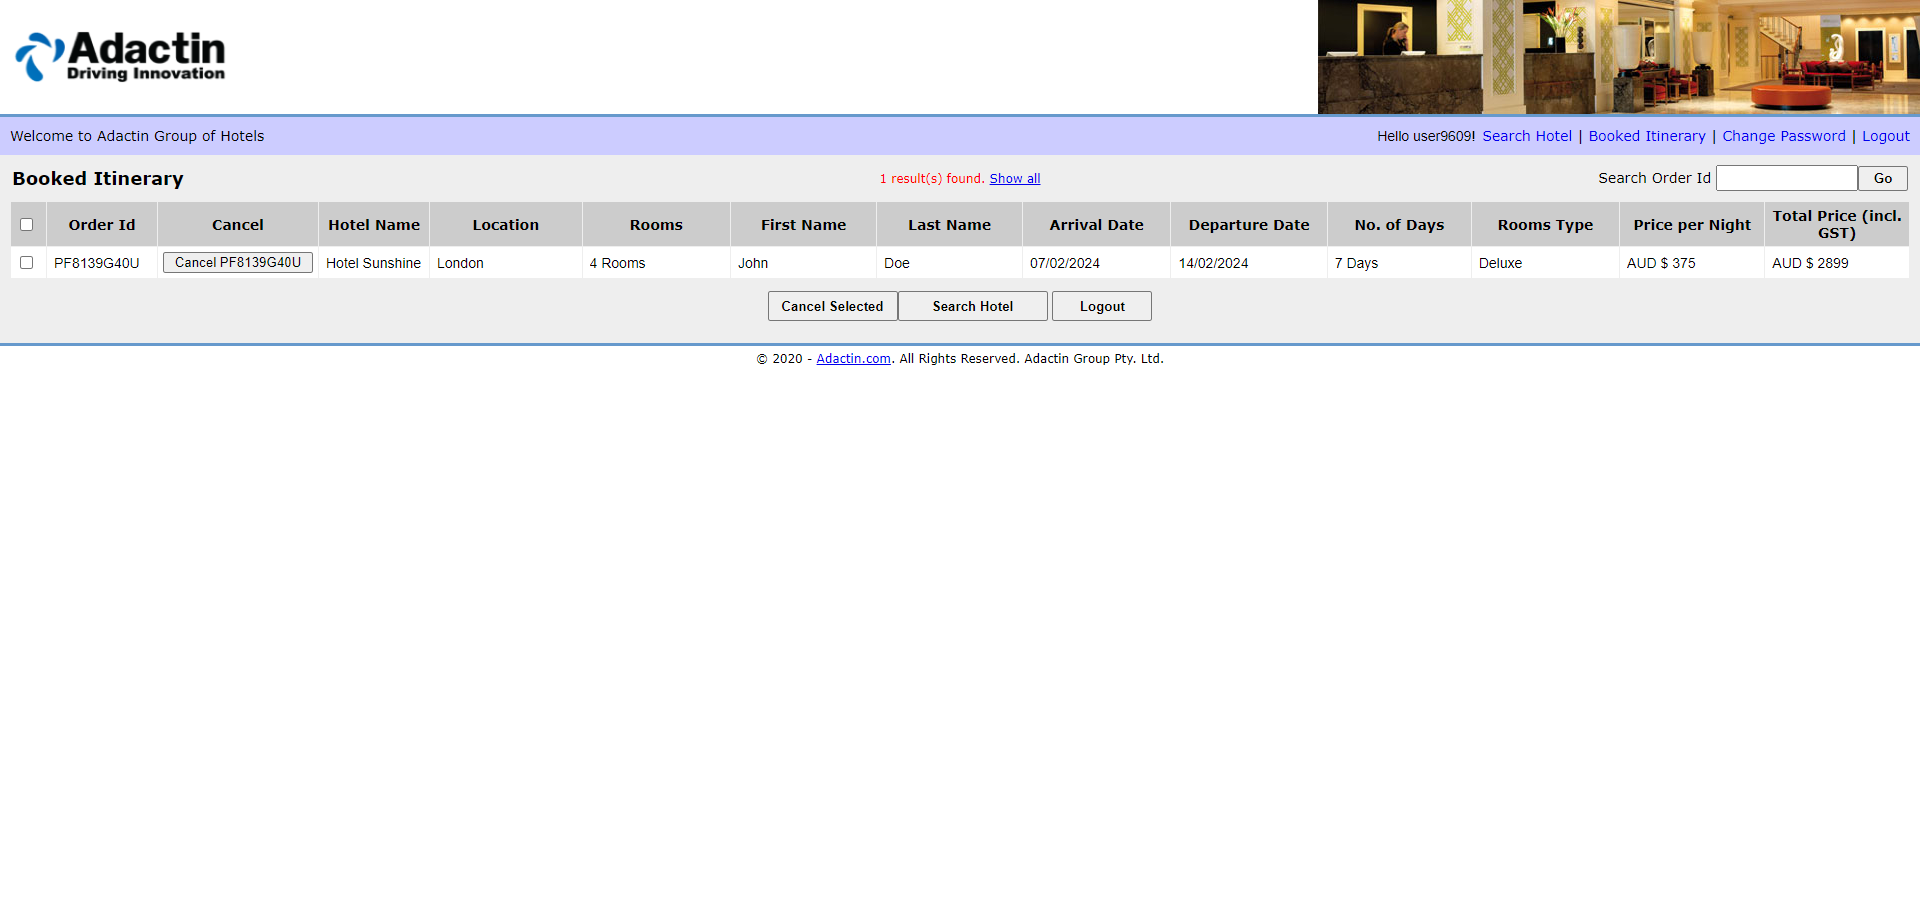 Adactin
Driving Innovation
Welcome to Adactin Group of Hotels
Hello user9609! Search Hotel | Booked Itinerary | Change Password | Logout
Booked Itinerary
1 result(s) found. Show all
Search Order Id Go
Order Id Cancel Hotel Name Location Rooms First Name Last Name Arrival Date Departure Date No. of Days Rooms Type Price per Night Total Price (incl. GST)
PF8139G40U Cancel PF8139G40U Hotel Sunshine London 4 Rooms John Doe 07/02/2024 14/02/2024 7 Days Deluxe AUD $ 375 AUD $ 2899
Cancel Selected Search Hotel Logout
© 2020 - Adactin.com. All Rights Reserved. Adactin Group Pty. Ltd.